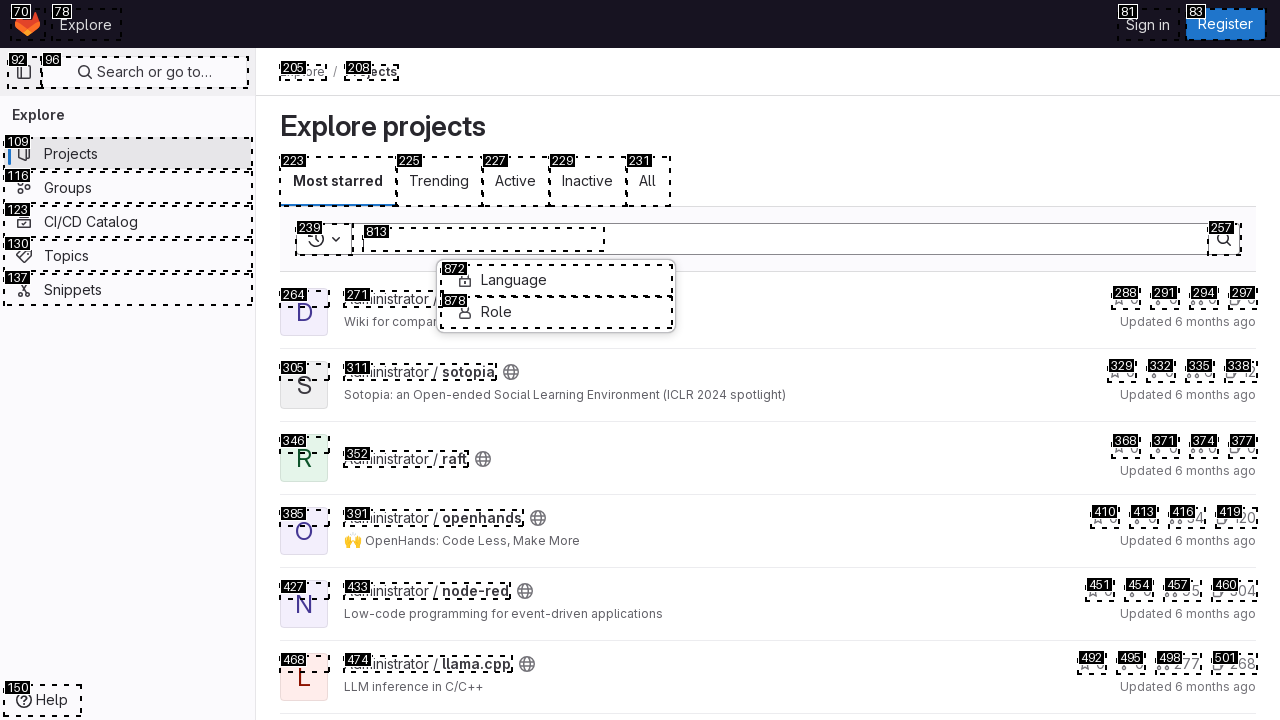 70
78
Explore
81
Sign in
83
Register
92
96
Search or go to...
205
208
Projects
Explore
109
Projects
116
Groups
123
CI/CD Catalog
130
Topics
137
Snippets
150
Help
Explore projects
223
Most starred
225
Trending
227
Active
229
Inactive
231
All
239
813
257
872
Language
878
Role
264
D
271
Administrator /
Wiki for compan
288
291
294
297
Updated 6 months ago
305
S
311
Administrator / sotopia
Sotopia: an Open-ended Social Learning Environment (ICLR 2024 spotlight)
329
332
335
338
12
Updated 6 months ago
346
R
352
Administrator / raft
368
371
374
377
Updated 6 months ago
385
O
391
Administrator / openhands
🙌 OpenHands: Code Less, Make More
410
413
416
419
120
Updated 6 months ago
427
N
433
Administrator / node-red
Low-code programming for event-driven applications
451
454
457
460
304
Updated 6 months ago
468
L
474
Administrator / llama.cpp
LLM inference in C/C++
492
495
498
277
501
268
Updated 6 months ago